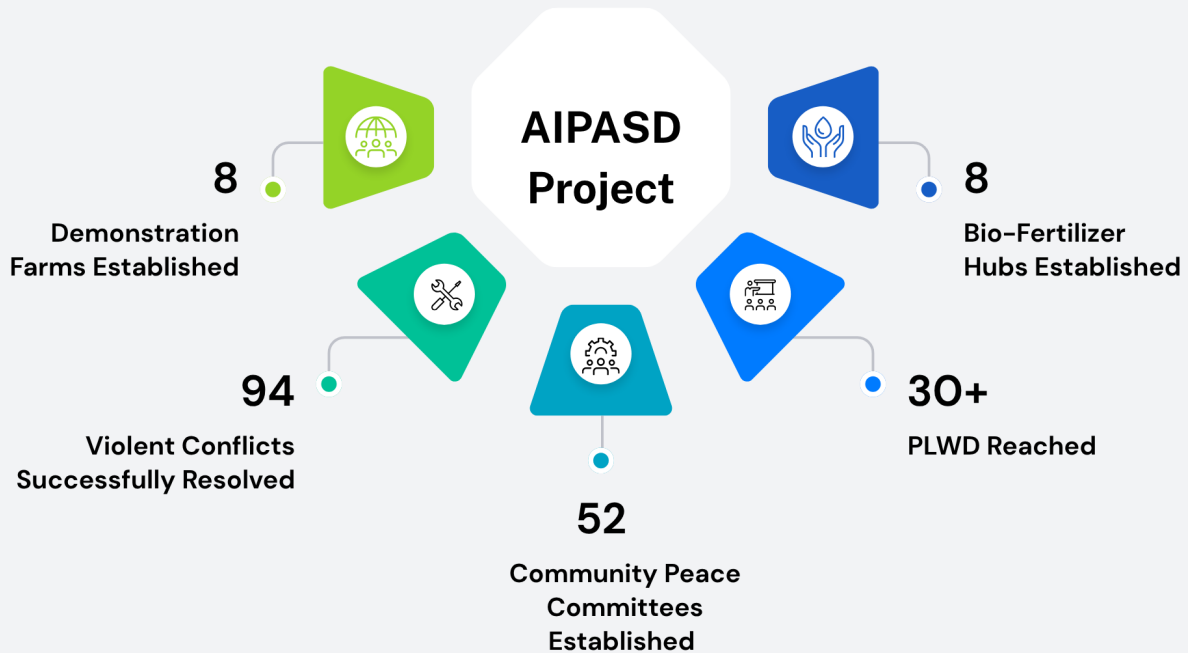 AIPASD
Project
8
Demonstration
Farms Established
94
Violent Conflicts
Successfully Resolved
52
Community Peace
Committees
Established
30+
PLWD Reached
8
Bio-Fertilizer
Hubs Established